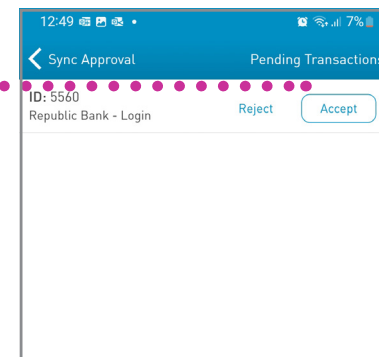 12:49 7%
Sync Approval Pending Transactions
ID: 5560
Republic Bank - Login Reject Accept